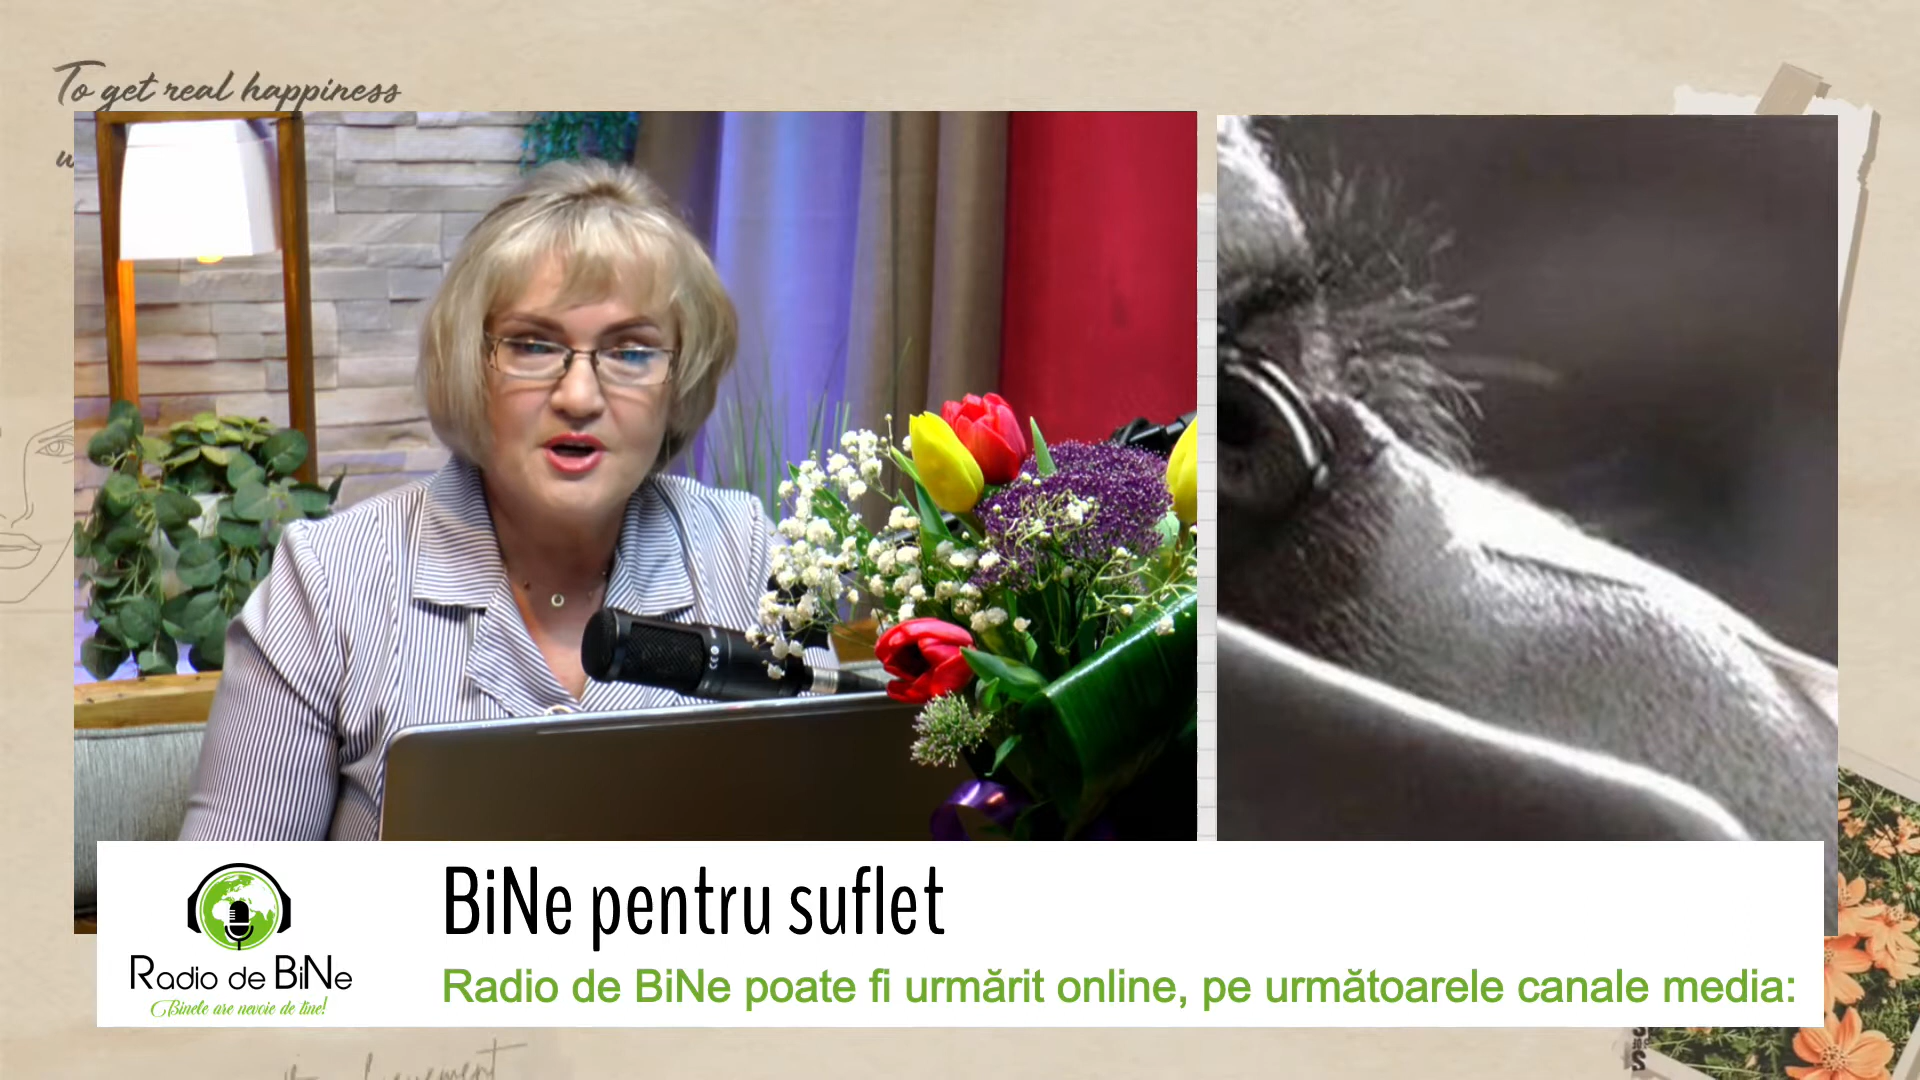 To get real happiness
BiNe pentru suflet
Radio de BiNe poate fi urmărit online, pe următoarele canale media:
Radio de BiNe
Binele are nevoie de tine!
CE